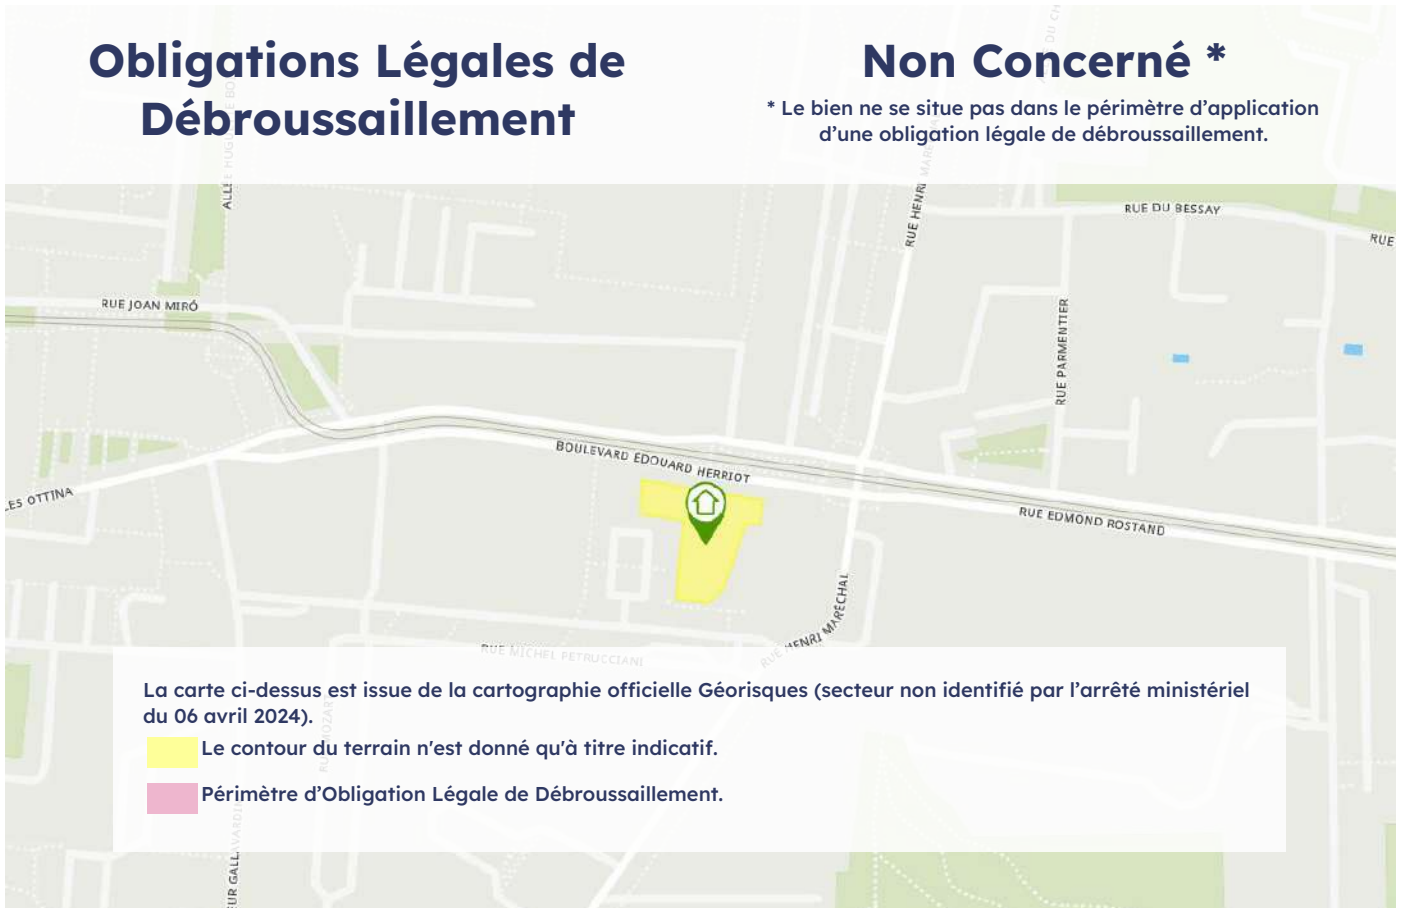 Obligations Légales de
Débroussaillement
Non Concerné *
* Le bien ne se situe pas dans le périmètre d’application
d’une obligation légale de débroussaillement.
RUE DU BESSAY
RUE HENRI
RUE
RUE JOAN MIRÓ
RUE PARMENTIER
BOULEVARD EDOUARD HERRIOT
RUE EDMOND ROSTAND
LES OTTINA
RUE HENRI MARÉCHAL
RUE MICHEL PETRUCCIANI
La carte ci-dessus est issue de la cartographie officielle Géorisques (secteur non identifié par l’arrêté ministériel
du 06 avril 2024).
Le contour du terrain n'est donné qu'à titre indicatif.
Périmètre d’Obligation Légale de Débroussaillement.